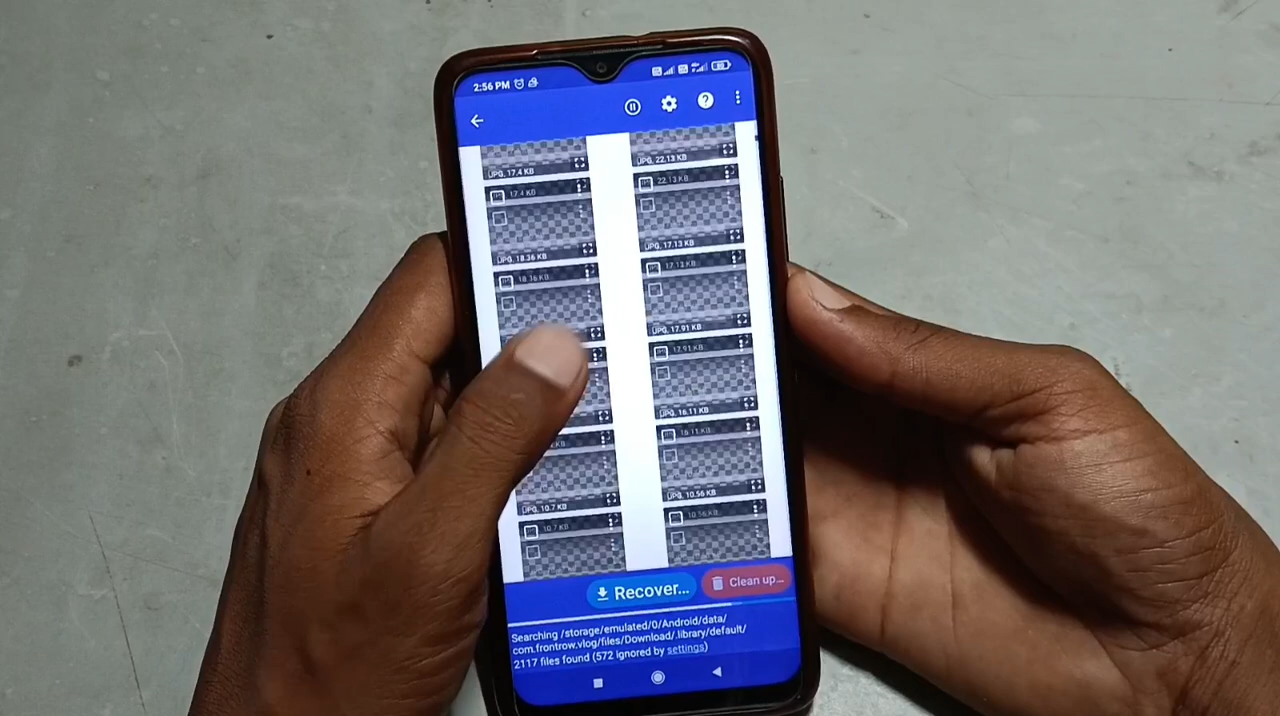 2:56 PM
JPG, 17.4 KB
JPG, 22.13 KB
17.4 KB
22.13 KB
JPG, 18.36 KB
JPG, 17.13 KB
18.36 KB
17.13 KB
JPG, 17.91 KB
17.91 KB
JPG, 16.11 KB
16.11 KB
JPG, 10.7 KB
JPG, 10.56 KB
10.7 KB
10.56 KB
Recover...
Clean up...
Searching /storage/emulated/0/Android/data/
com.frontrow.vlog/files/Download/.library/default/
2117 files found (572 ignored by settings)